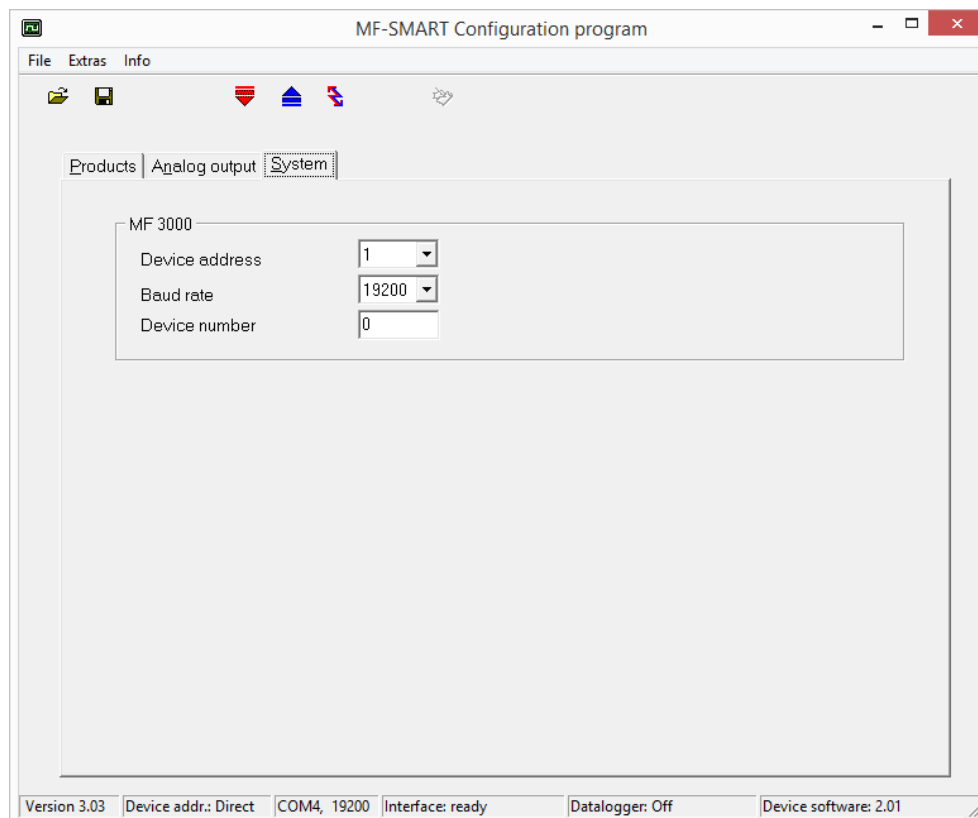 MF-SMART Configuration program
File Extras Info
Products Analog output System
MF 3000
Device address 1
Baud rate 19200
Device number 0
Version 3.03 Device addr.: Direct COM4, 19200 Interface: ready Datalogger: Off Device software: 2.01